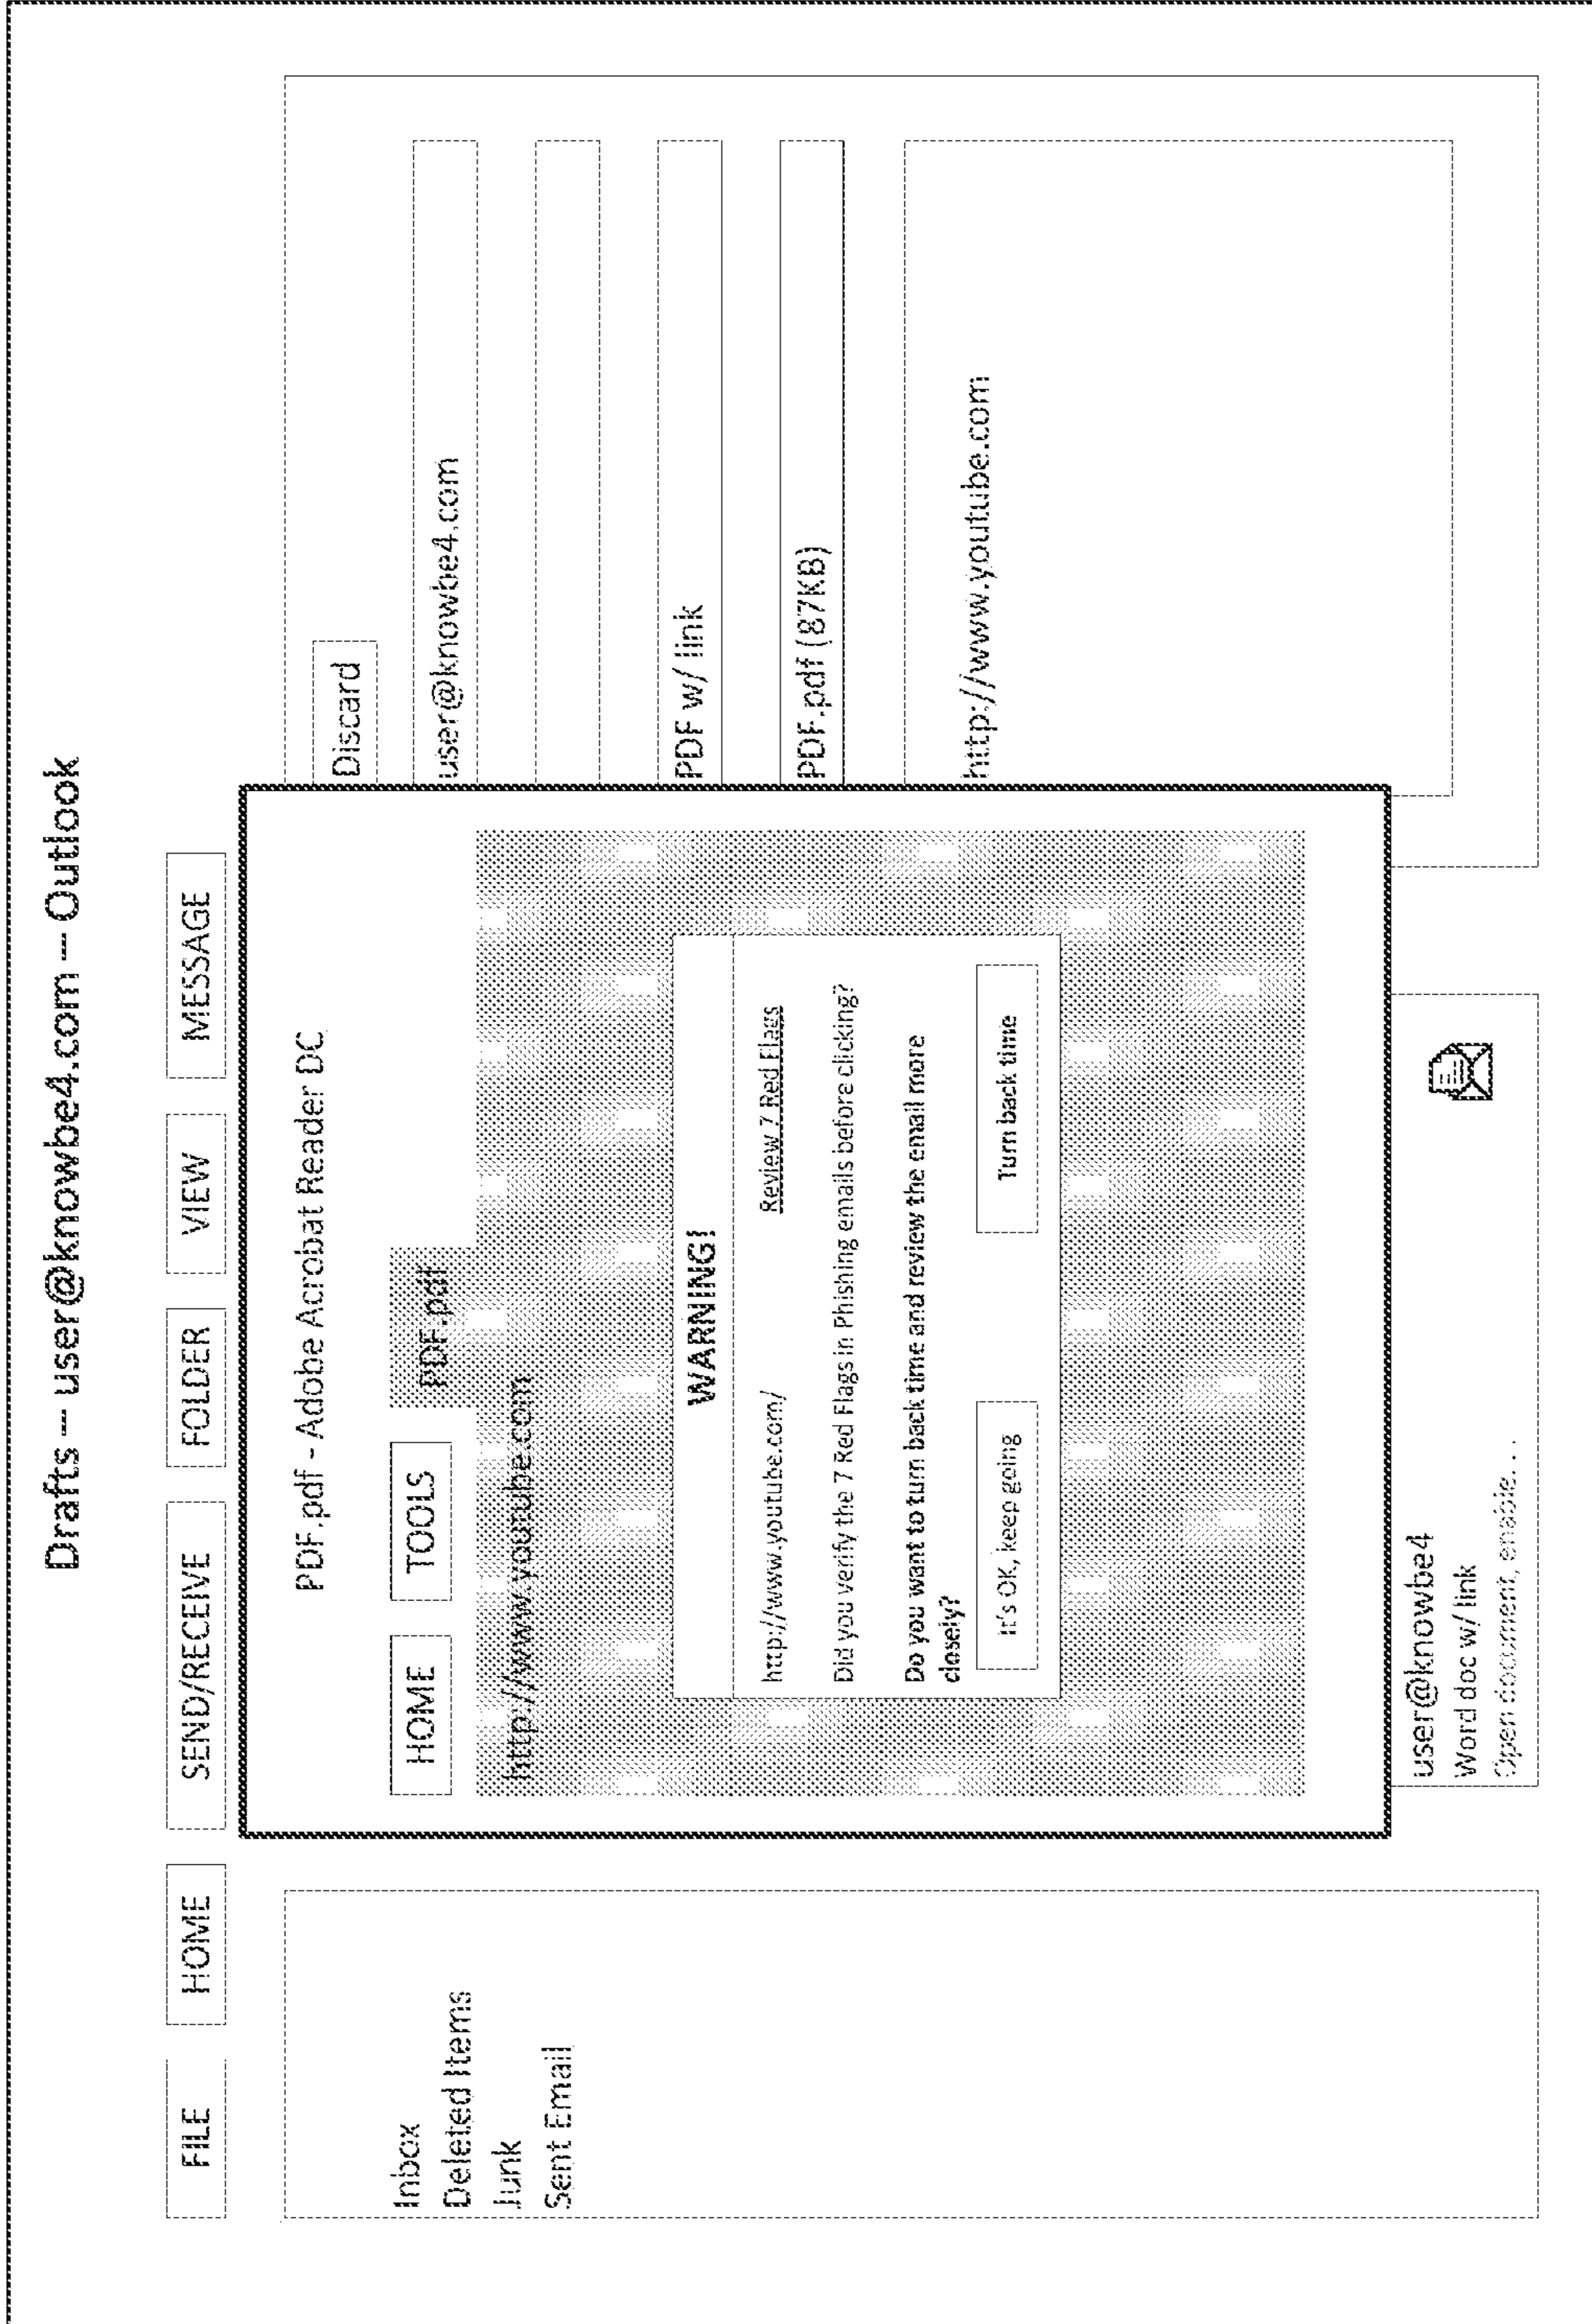 Drafts -- user@knowbe4.com -- Outlook
FILE
HOME
SEND/RECEIVE
FOLDER
VIEW
MESSAGE
Inbox
Deleted Items
Junk
Sent Email
PDF.pdf - Adobe Acrobat Reader DC
HOME
TOOLS
PDF.pdf
http://www.youtube.com
WARNING!
http://www.youtube.com/
Review 7 Red Flags
Did you verify the 7 Red Flags in Phishing emails before clicking?
Do you want to turn back time and review the email more
closely?
It's OK, keep going
Turn back time
user@knowbe4
Word doc w/ link
Open document, enable...
Discard
user@knowbe4.com
PDF w/ link
PDF.pdf (87KB)
http://www.youtube.com